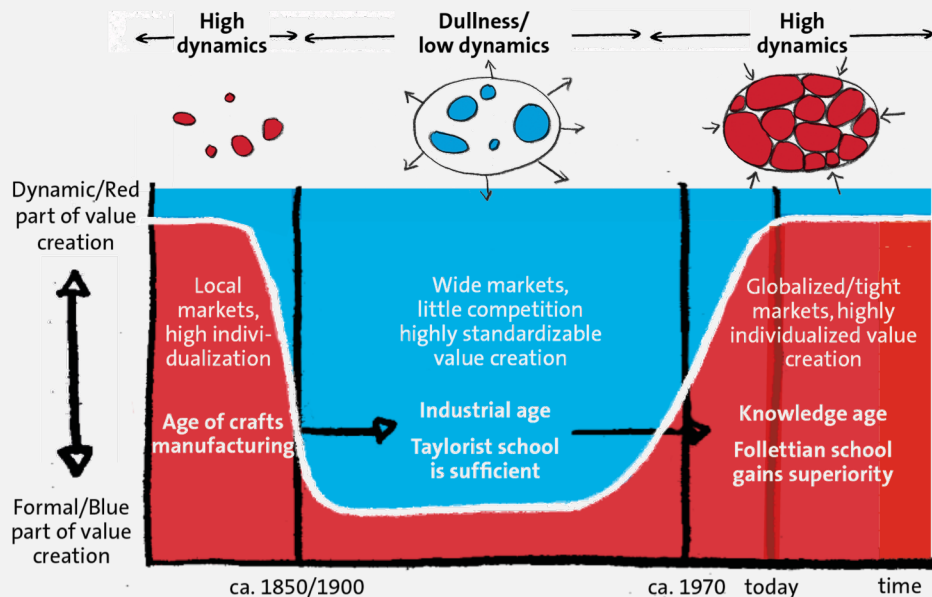 High
dynamics
Dullness/
low dynamics
High
dynamics
Dynamic/Red
part of value
creation
Formal/Blue
part of value
creation
Local
markets,
high indivi-
dualization
Age of crafts
manufacturing
Wide markets,
little competition
highly standardizable
value creation
Industrial age
Taylorist school
is sufficient
Globalized/tight
markets, highly
individualized value
creation
Knowledge age
Follettian school
gains superiority
ca. 1850/1900
ca. 1970
today
time